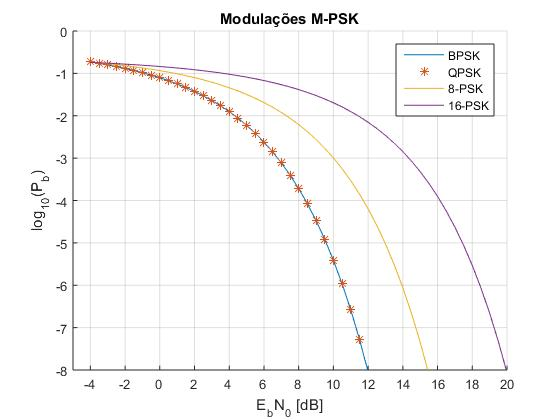 Modulações M-PSK
BPSK
QPSK
8-PSK
16-PSK
0
-1
-2
-3
-4
-5
-6
-7
-8
log10(Pb)
-4 -2 0 2 4 6 8 10 12 14 16 18 20
EbN0 [dB]